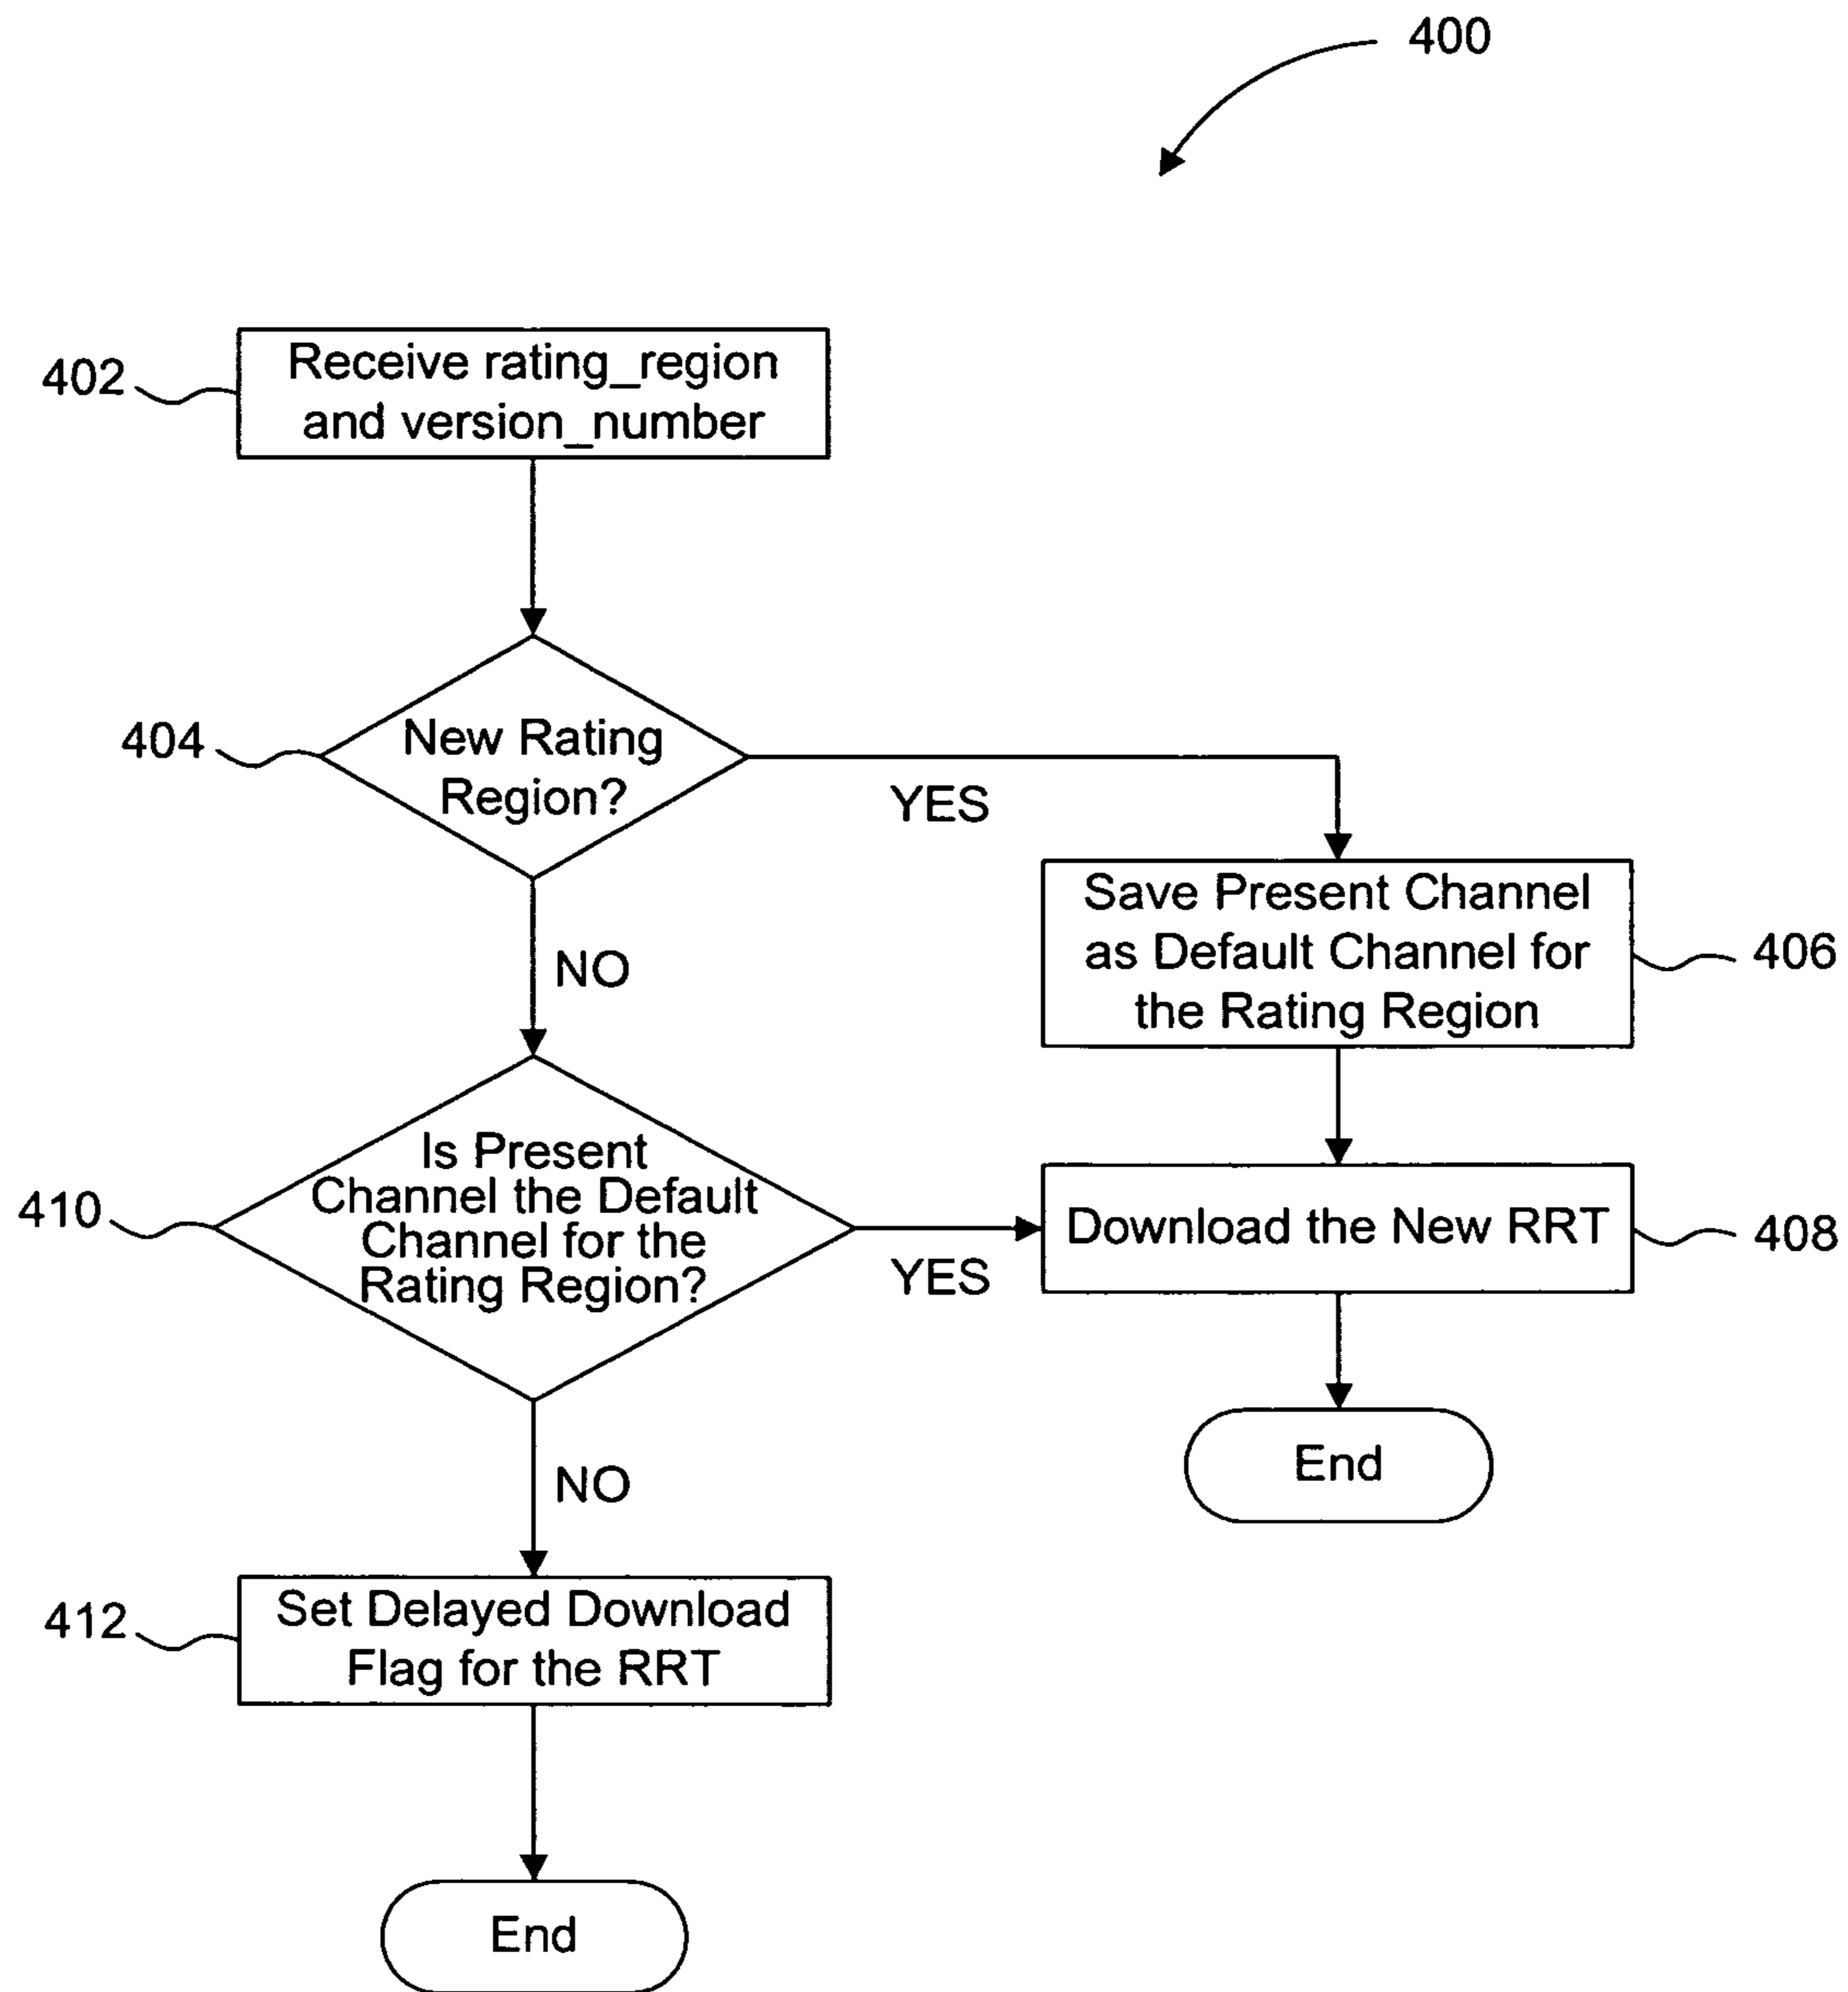 400
402
Receive rating_region
and version_number
404
New Rating
Region?
YES
NO
Save Present Channel
as Default Channel for
the Rating Region
406
410
Is Present
Channel the Default
Channel for the
Rating Region?
YES
Download the New RRT
408
NO
End
412
Set Delayed Download
Flag for the RRT
End